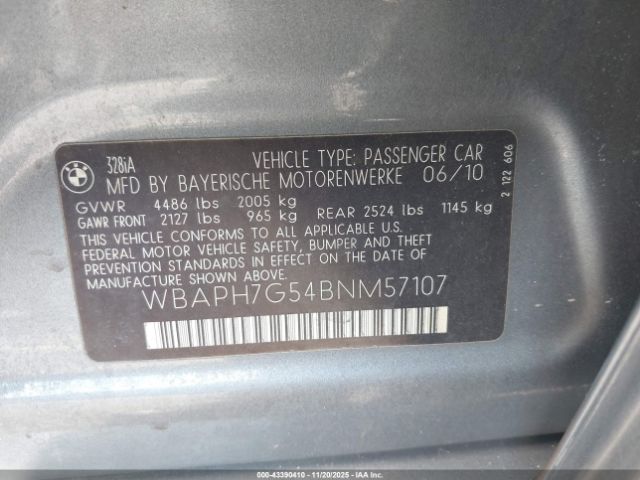 BMW
328iA
VEHICLE TYPE: PASSENGER CAR
MFD BY BAYERISCHE MOTORENWERKE 06/10
GVWR 4486 lbs 2005 kg
GAWR FRONT 2127 lbs 965 kg REAR 2524 lbs 1145 kg
THIS VEHICLE CONFORMS TO ALL APPLICABLE U.S.
FEDERAL MOTOR VEHICLE SAFETY, BUMPER AND THEFT
PREVENTION STANDARDS IN EFFECT ON THE DATE OF
MANUFACTURE SHOWN ABOVE.
WBAPH7G54BNM57107
2 122 606
000-43390410 - 11/20/2025 - IAA Inc.